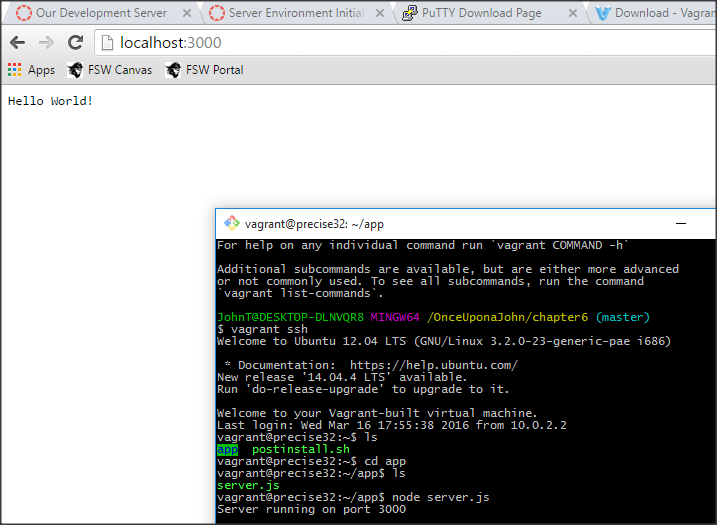 Our Development Server
Server Environment Initial
PuTTY Download Page
Download - Vagran
localhost:3000
Apps FSW Canvas FSW Portal
Hello World!
vagrant@precise32: ~/app
For help on any individual command run `vagrant COMMAND -h`
Additional subcommands are available, but are either more advanced
or not commonly used. To see all subcommands, run the command
`vagrant list-commands`.
JohnT@DESKTOP-DLNVQR8 MINGW64 /OnceUponaJohn/chapter6 (master)
$ vagrant ssh
Welcome to Ubuntu 12.04 LTS (GNU/Linux 3.2.0-23-generic-pae i686)
* Documentation:  https://help.ubuntu.com/
New release '14.04.4 LTS' available.
Run 'do-release-upgrade' to upgrade to it.
Welcome to your Vagrant-built virtual machine.
Last login: Wed Mar 16 17:55:38 2016 from 10.0.2.2
vagrant@precise32:~$ ls
app  postinstall.sh
vagrant@precise32:~$ cd app
vagrant@precise32:~/app$ ls
server.js
vagrant@precise32:~/app$ node server.js
Server running on port 3000